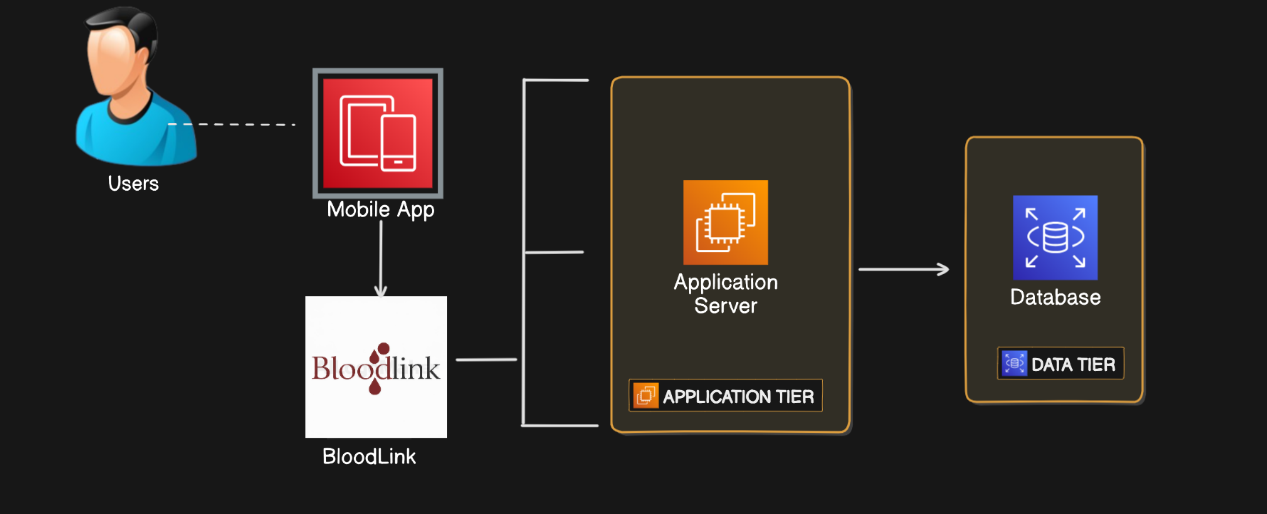 Users
Mobile App
Bloodlink
BloodLink
Application
Server
APPLICATION TIER
Database
DATA TIER